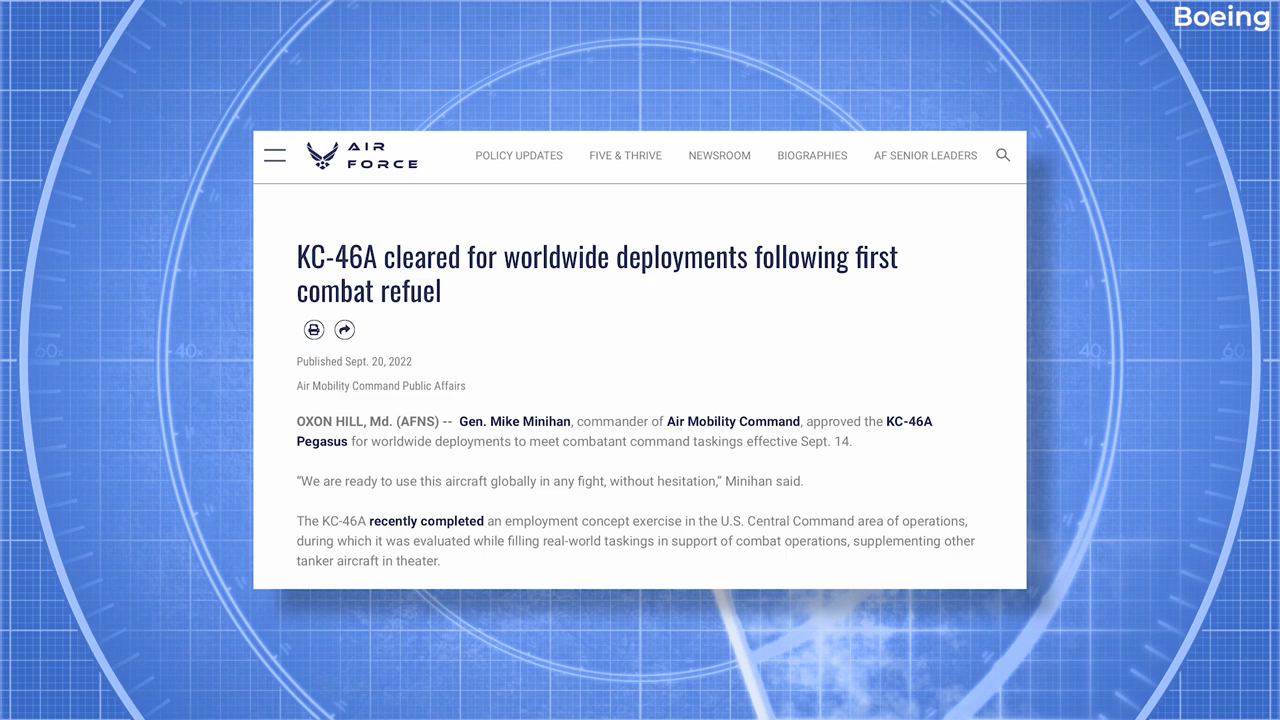 Boeing
AIR
FORCE
POLICY UPDATES FIVE & THRIVE NEWSROOM BIOGRAPHIES AF SENIOR LEADERS
KC-46A cleared for worldwide deployments following first
combat refuel
Published Sept. 20, 2022
Air Mobility Command Public Affairs
OXON HILL, Md. (AFNS) -- Gen. Mike Minihan, commander of Air Mobility Command, approved the KC-46A
Pegasus for worldwide deployments to meet combatant command taskings effective Sept. 14.
“We are ready to use this aircraft globally in any fight, without hesitation,” Minihan said.
The KC-46A recently completed an employment concept exercise in the U.S. Central Command area of operations,
during which it was evaluated while filling real-world taskings in support of combat operations, supplementing other
tanker aircraft in theater.
60x 40x 40x 60